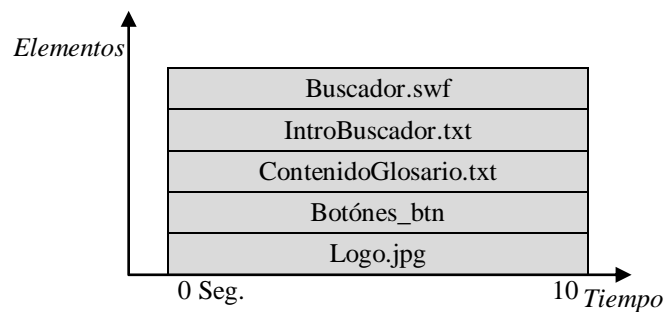 Elementos
Buscador.swf
IntroBuscador.txt
ContenidoGlosario.txt
Botónes_btn
Logo.jpg
0 Seg.
10
Tiempo